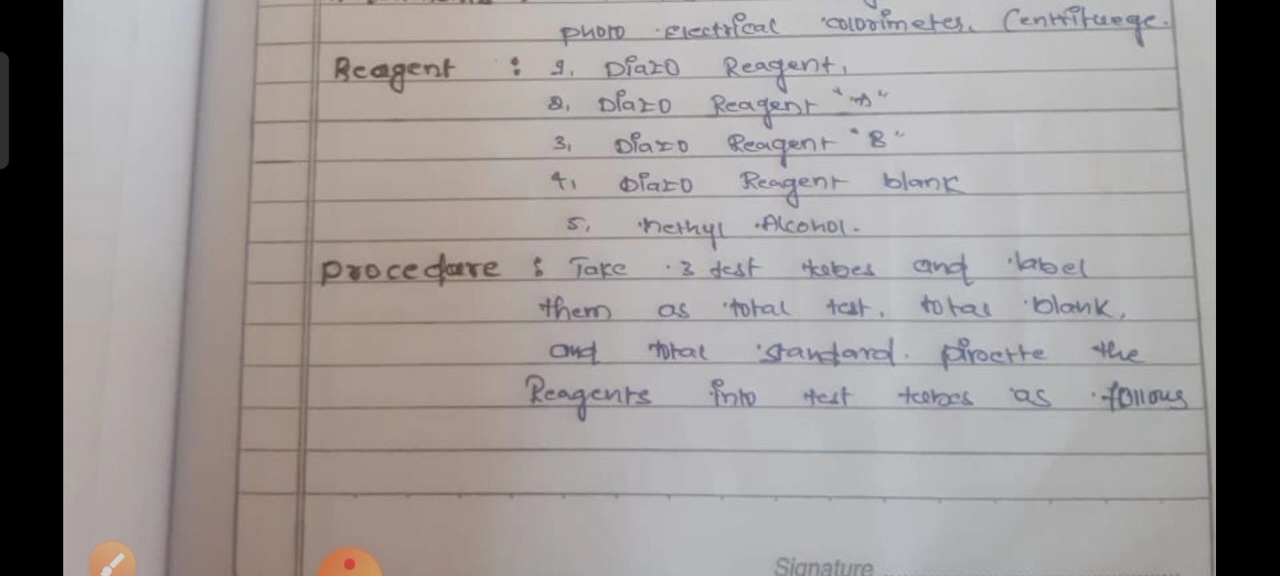 photo electrical colorimeter, Centrifuege.
Reagent : 1, Diazo Reagent,
2, Diazo Reagent "A"
3, Diazo Reagent "B"
4, Diazo Reagent blank
5, Methyl Alcohol.
procedure : Take 3 test tubes and label
them as total test, total blank,
and total standard. the
Reagents into test tubes as follows
Signature